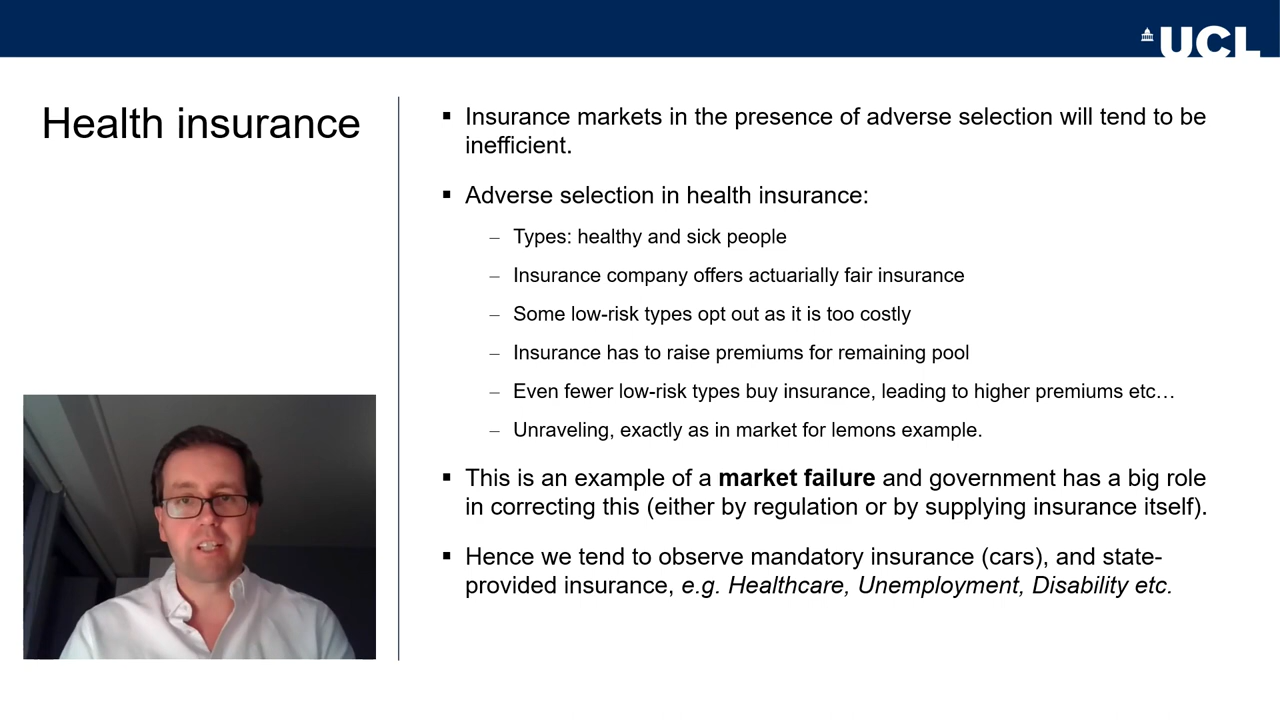 UCL
Health insurance
▪ Insurance markets in the presence of adverse selection will tend to be
inefficient.
▪ Adverse selection in health insurance:
– Types: healthy and sick people
– Insurance company offers actuarially fair insurance
– Some low-risk types opt out as it is too costly
– Insurance has to raise premiums for remaining pool
– Even fewer low-risk types buy insurance, leading to higher premiums etc…
– Unraveling, exactly as in market for lemons example.
▪ This is an example of a market failure and government has a big role
in correcting this (either by regulation or by supplying insurance itself).
▪ Hence we tend to observe mandatory insurance (cars), and state-
provided insurance, e.g. Healthcare, Unemployment, Disability etc.